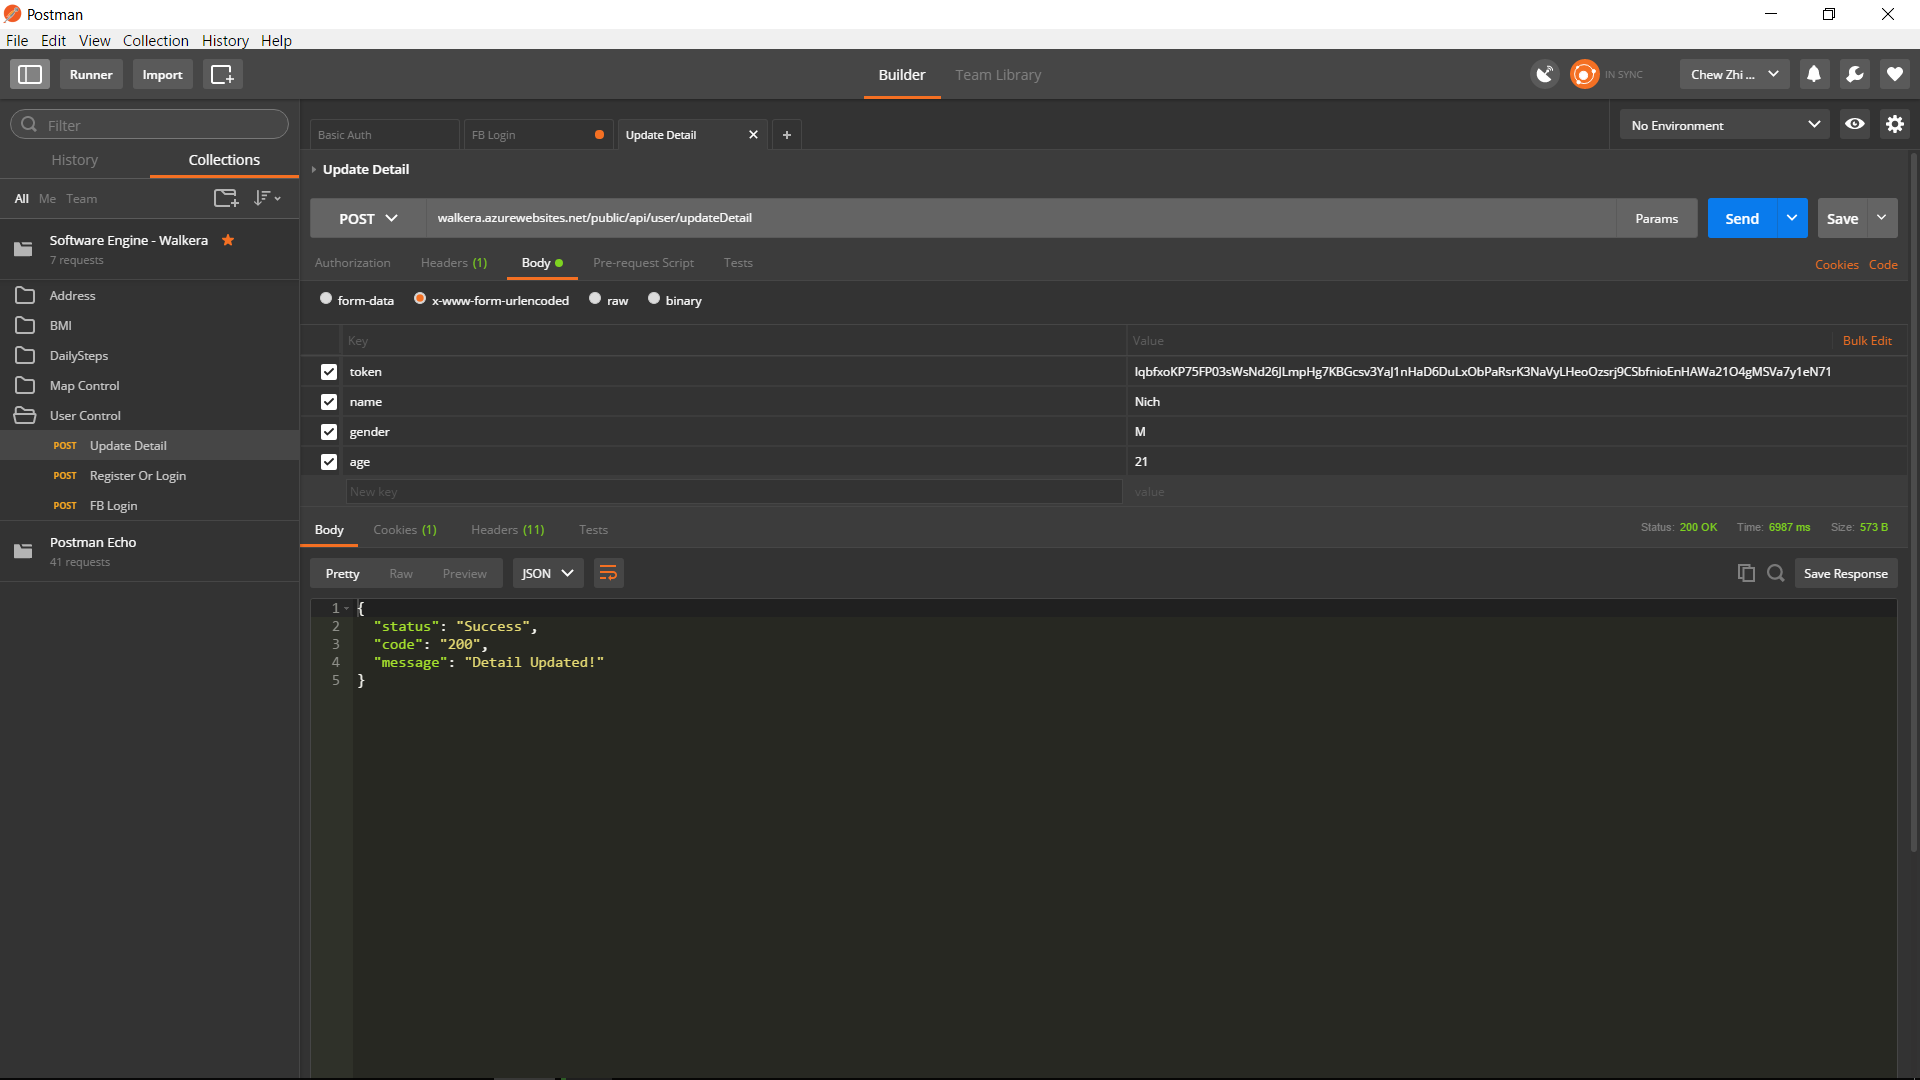 Postman
File Edit View Collection History Help
Runner Import Builder Team Library IN SYNC Chew Zhi ...
Filter
Basic Auth FB Login Update Detail No Environment
History Collections
Update Detail
All Me Team
POST walkera.azurewebsites.net/public/api/user/updateDetail Params Send Save
Software Engine - Walkera
7 requests
Authorization Headers (1) Body Pre-request Script Tests Cookies Code
form-data x-www-form-urlencoded raw binary
Address
BMI
DailySteps
Map Control
User Control
POST Update Detail
POST Register Or Login
POST FB Login
Postman Echo
41 requests
Key Value Bulk Edit
token lqbfxoKP75FP03sWsNd26JLmpHg7KBGcsv3YaJ1nHaD6DuLxObPaRsrK3NaVyLHeoOzsrj9CSbfnioEnHAWa21O4gMSVa7y1eN71
name Nich
gender M
age 21
New key value
Body Cookies (1) Headers (11) Tests Status: 200 OK Time: 6987 ms Size: 573 B
Pretty Raw Preview JSON Save Response
1 {
2 "status": "Success",
3 "code": "200",
4 "message": "Detail Updated!"
5 }